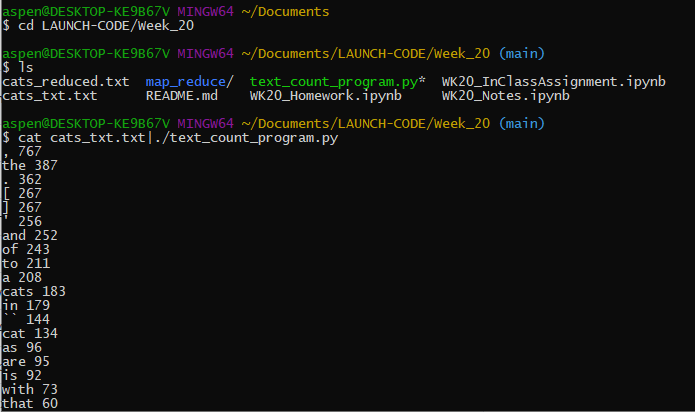 aspen@DESKTOP-KE9B67V MINGW64 ~/Documents
$ cd LAUNCH-CODE/Week_20
aspen@DESKTOP-KE9B67V MINGW64 ~/Documents/LAUNCH-CODE/Week_20 (main)
$ ls
cats_reduced.txt  map_reduce/  text_count_program.py*  WK20_InClassAssignment.ipynb
cats_txt.txt      README.md    WK20_Homework.ipynb     WK20_Notes.ipynb
aspen@DESKTOP-KE9B67V MINGW64 ~/Documents/LAUNCH-CODE/Week_20 (main)
$ cat cats_txt.txt|./text_count_program.py
, 767
the 387
. 362
[ 267
] 267
' 256
and 252
of 243
to 211
a 208
cats 183
in 179
`` 144
cat 134
as 96
are 95
is 92
with 73
that 60